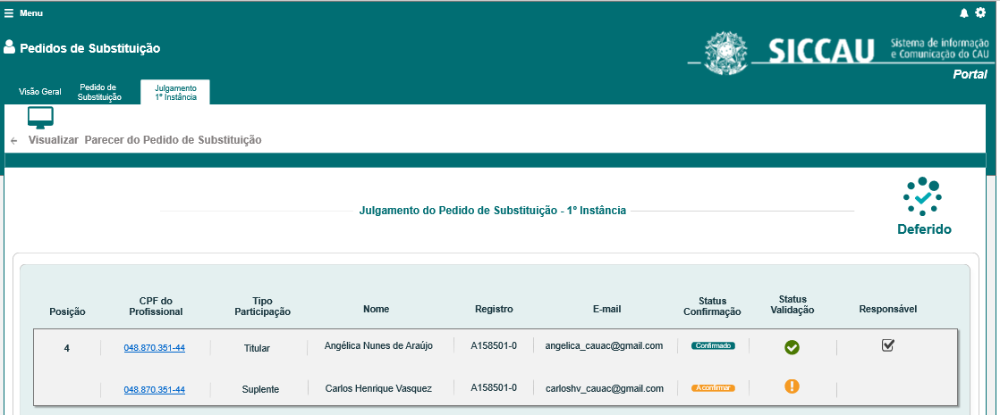 Menu
Pedidos de Substituição
SICCAU
Sistema de informação
e Comunicação do CAU
Portal
Visão Geral
Pedido de
Substituição
Julgamento
1º Instância
Visualizar Parecer do Pedido de Substituição
Julgamento do Pedido de Substituição - 1º Instância
Deferido
Posição
CPF do
Profissional
Tipo
Participação
Nome
Registro
E-mail
Status
Confirmação
Status
Validação
Responsável
4 048.870.351-44 Titular Angélica Nunes de Araújo A158501-0 angelica_cauac@gmail.com Confirmado
048.870.351-44 Suplente Carlos Henrique Vasquez A158501-0 carloshv_cauac@gmail.com A confirmar